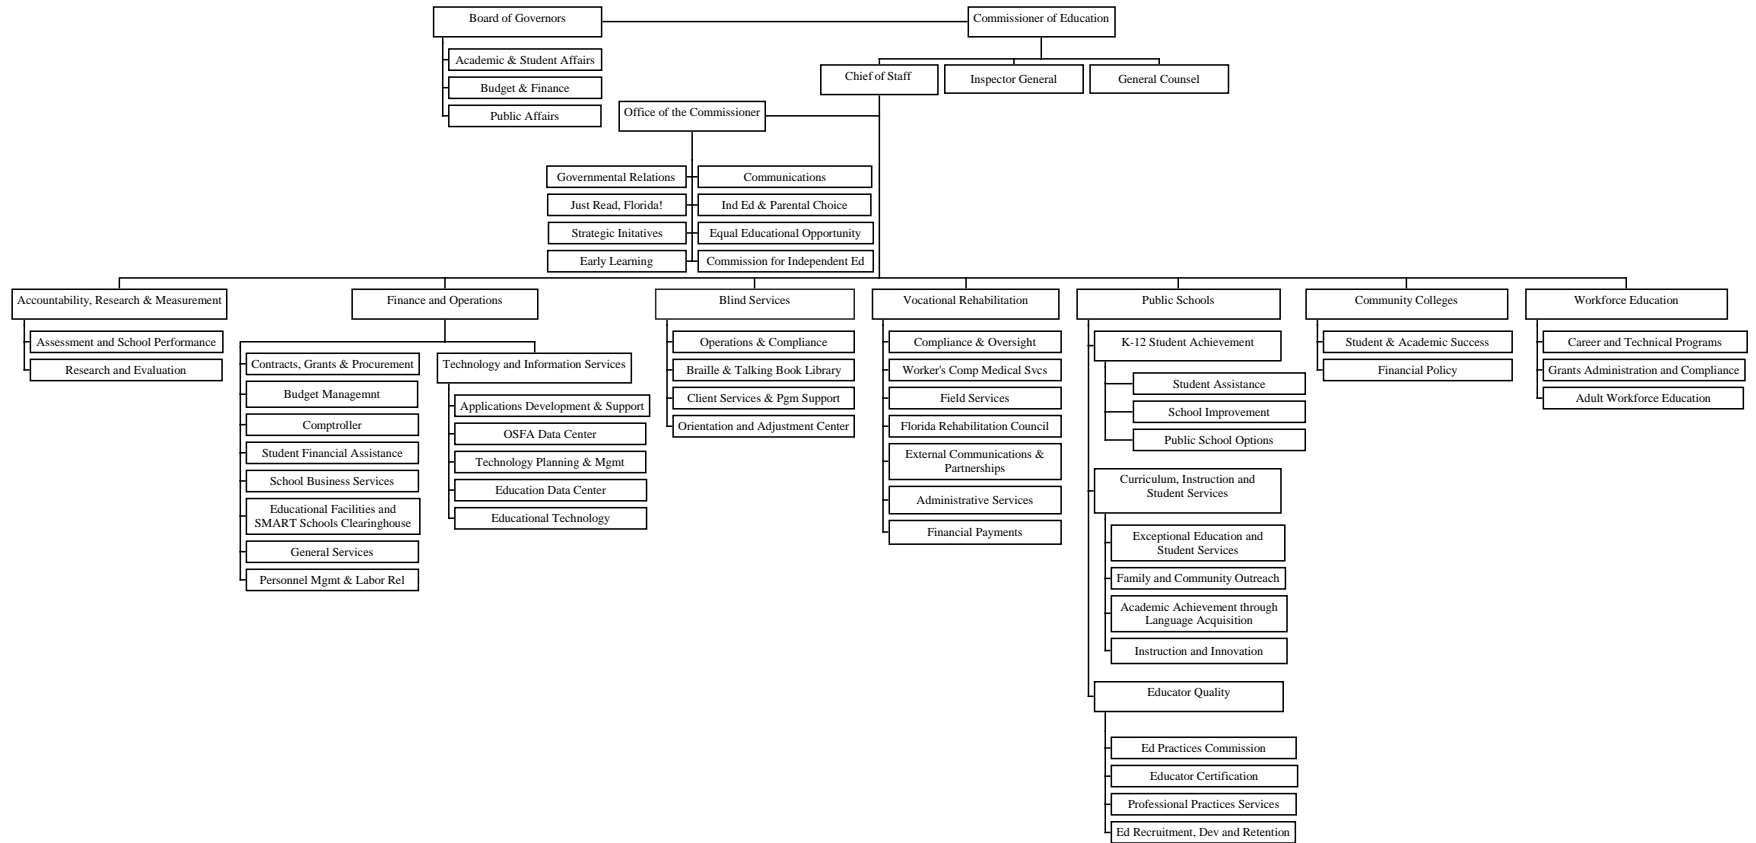 Board of Governors
Commissioner of Education
Academic & Student Affairs
Budget & Finance
Public Affairs
Chief of Staff
Inspector General
General Counsel
Office of the Commissioner
Governmental Relations
Communications
Just Read, Florida!
Ind Ed & Parental Choice
Strategic Initatives
Equal Educational Opportunity
Early Learning
Commission for Independent Ed
Accountability, Research & Measurement
Assessment and School Performance
Research and Evaluation
Finance and Operations
Contracts, Grants & Procurement
Budget Managemnt
Comptroller
Student Financial Assistance
School Business Services
Educational Facilities and
SMART Schools Clearinghouse
General Services
Personnel Mgmt & Labor Rel
Technology and Information Services
Applications Development & Support
OSFA Data Center
Technology Planning & Mgmt
Education Data Center
Educational Technology
Blind Services
Operations & Compliance
Braille & Talking Book Library
Client Services & Pgm Support
Orientation and Adjustment Center
Vocational Rehabilitation
Compliance & Oversight
Worker's Comp Medical Svcs
Field Services
Florida Rehabilitation Council
External Communications &
Partnerships
Administrative Services
Financial Payments
Public Schools
K-12 Student Achievement
Student Assistance
School Improvement
Public School Options
Curriculum, Instruction and
Student Services
Exceptional Education and
Student Services
Family and Community Outreach
Academic Achievement through
Language Acquisition
Instruction and Innovation
Educator Quality
Ed Practices Commission
Educator Certification
Professional Practices Services
Ed Recruitment, Dev and Retention
Community Colleges
Student & Academic Success
Financial Policy
Workforce Education
Career and Technical Programs
Grants Administration and Compliance
Adult Workforce Education